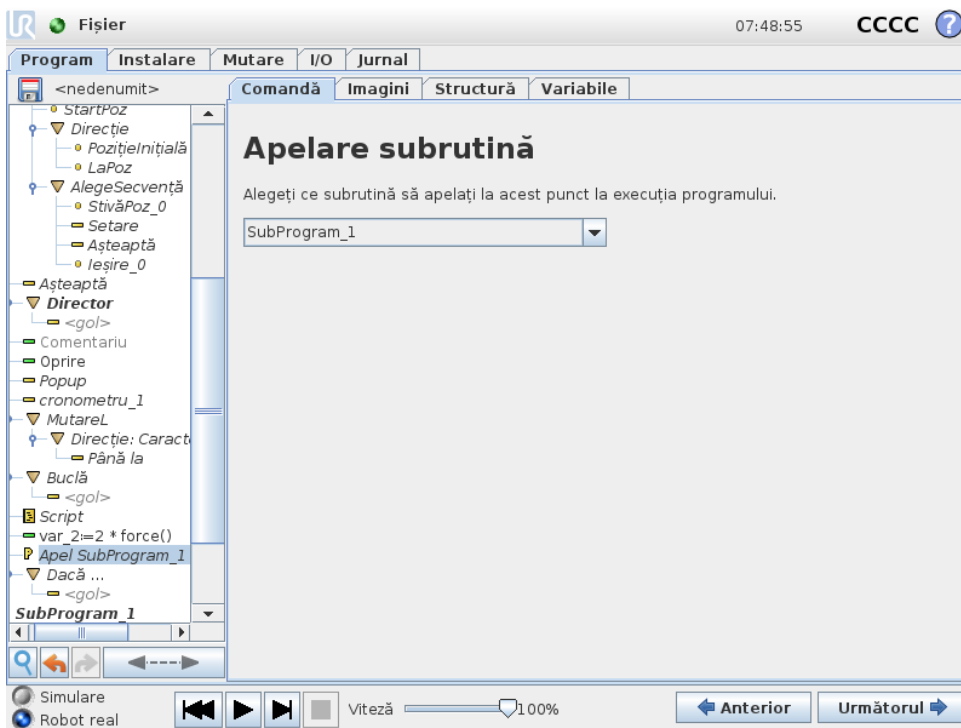 UR Fișier 07:48:55 CCCC ?
Program Instalare Mutare I/O Jurnal
<nedenumit>
Comandă Imagini Structură Variabile
StartPoz
Direcție
PozițieInițială
LaPoz
AlegeSecvență
StivăPoz_0
Setare
Așteaptă
Ieșire_0
Așteaptă
Director
<gol>
Comentariu
Oprire
Popup
cronometru_1
MutareL
Direcție: Caract
Până la
Buclă
<gol>
Script
var_2:=2 * force()
P Apel SubProgram_1
Dacă ...
<gol>
SubProgram_1
Apelare subrutină
Alegeți ce subrutină să apelați la acest punct la execuția programului.
SubProgram_1
Simulare
Robot real
Viteză 100%
Anterior
Următorul